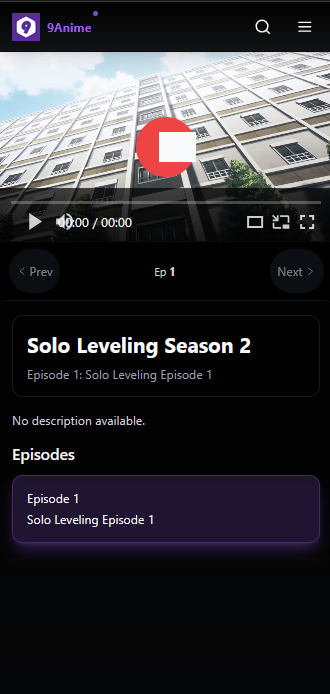 9Anime
00:00 / 00:00
Prev
Ep 1
Next
Solo Leveling Season 2
Episode 1: Solo Leveling Episode 1
No description available.
Episodes
Episode 1
Solo Leveling Episode 1